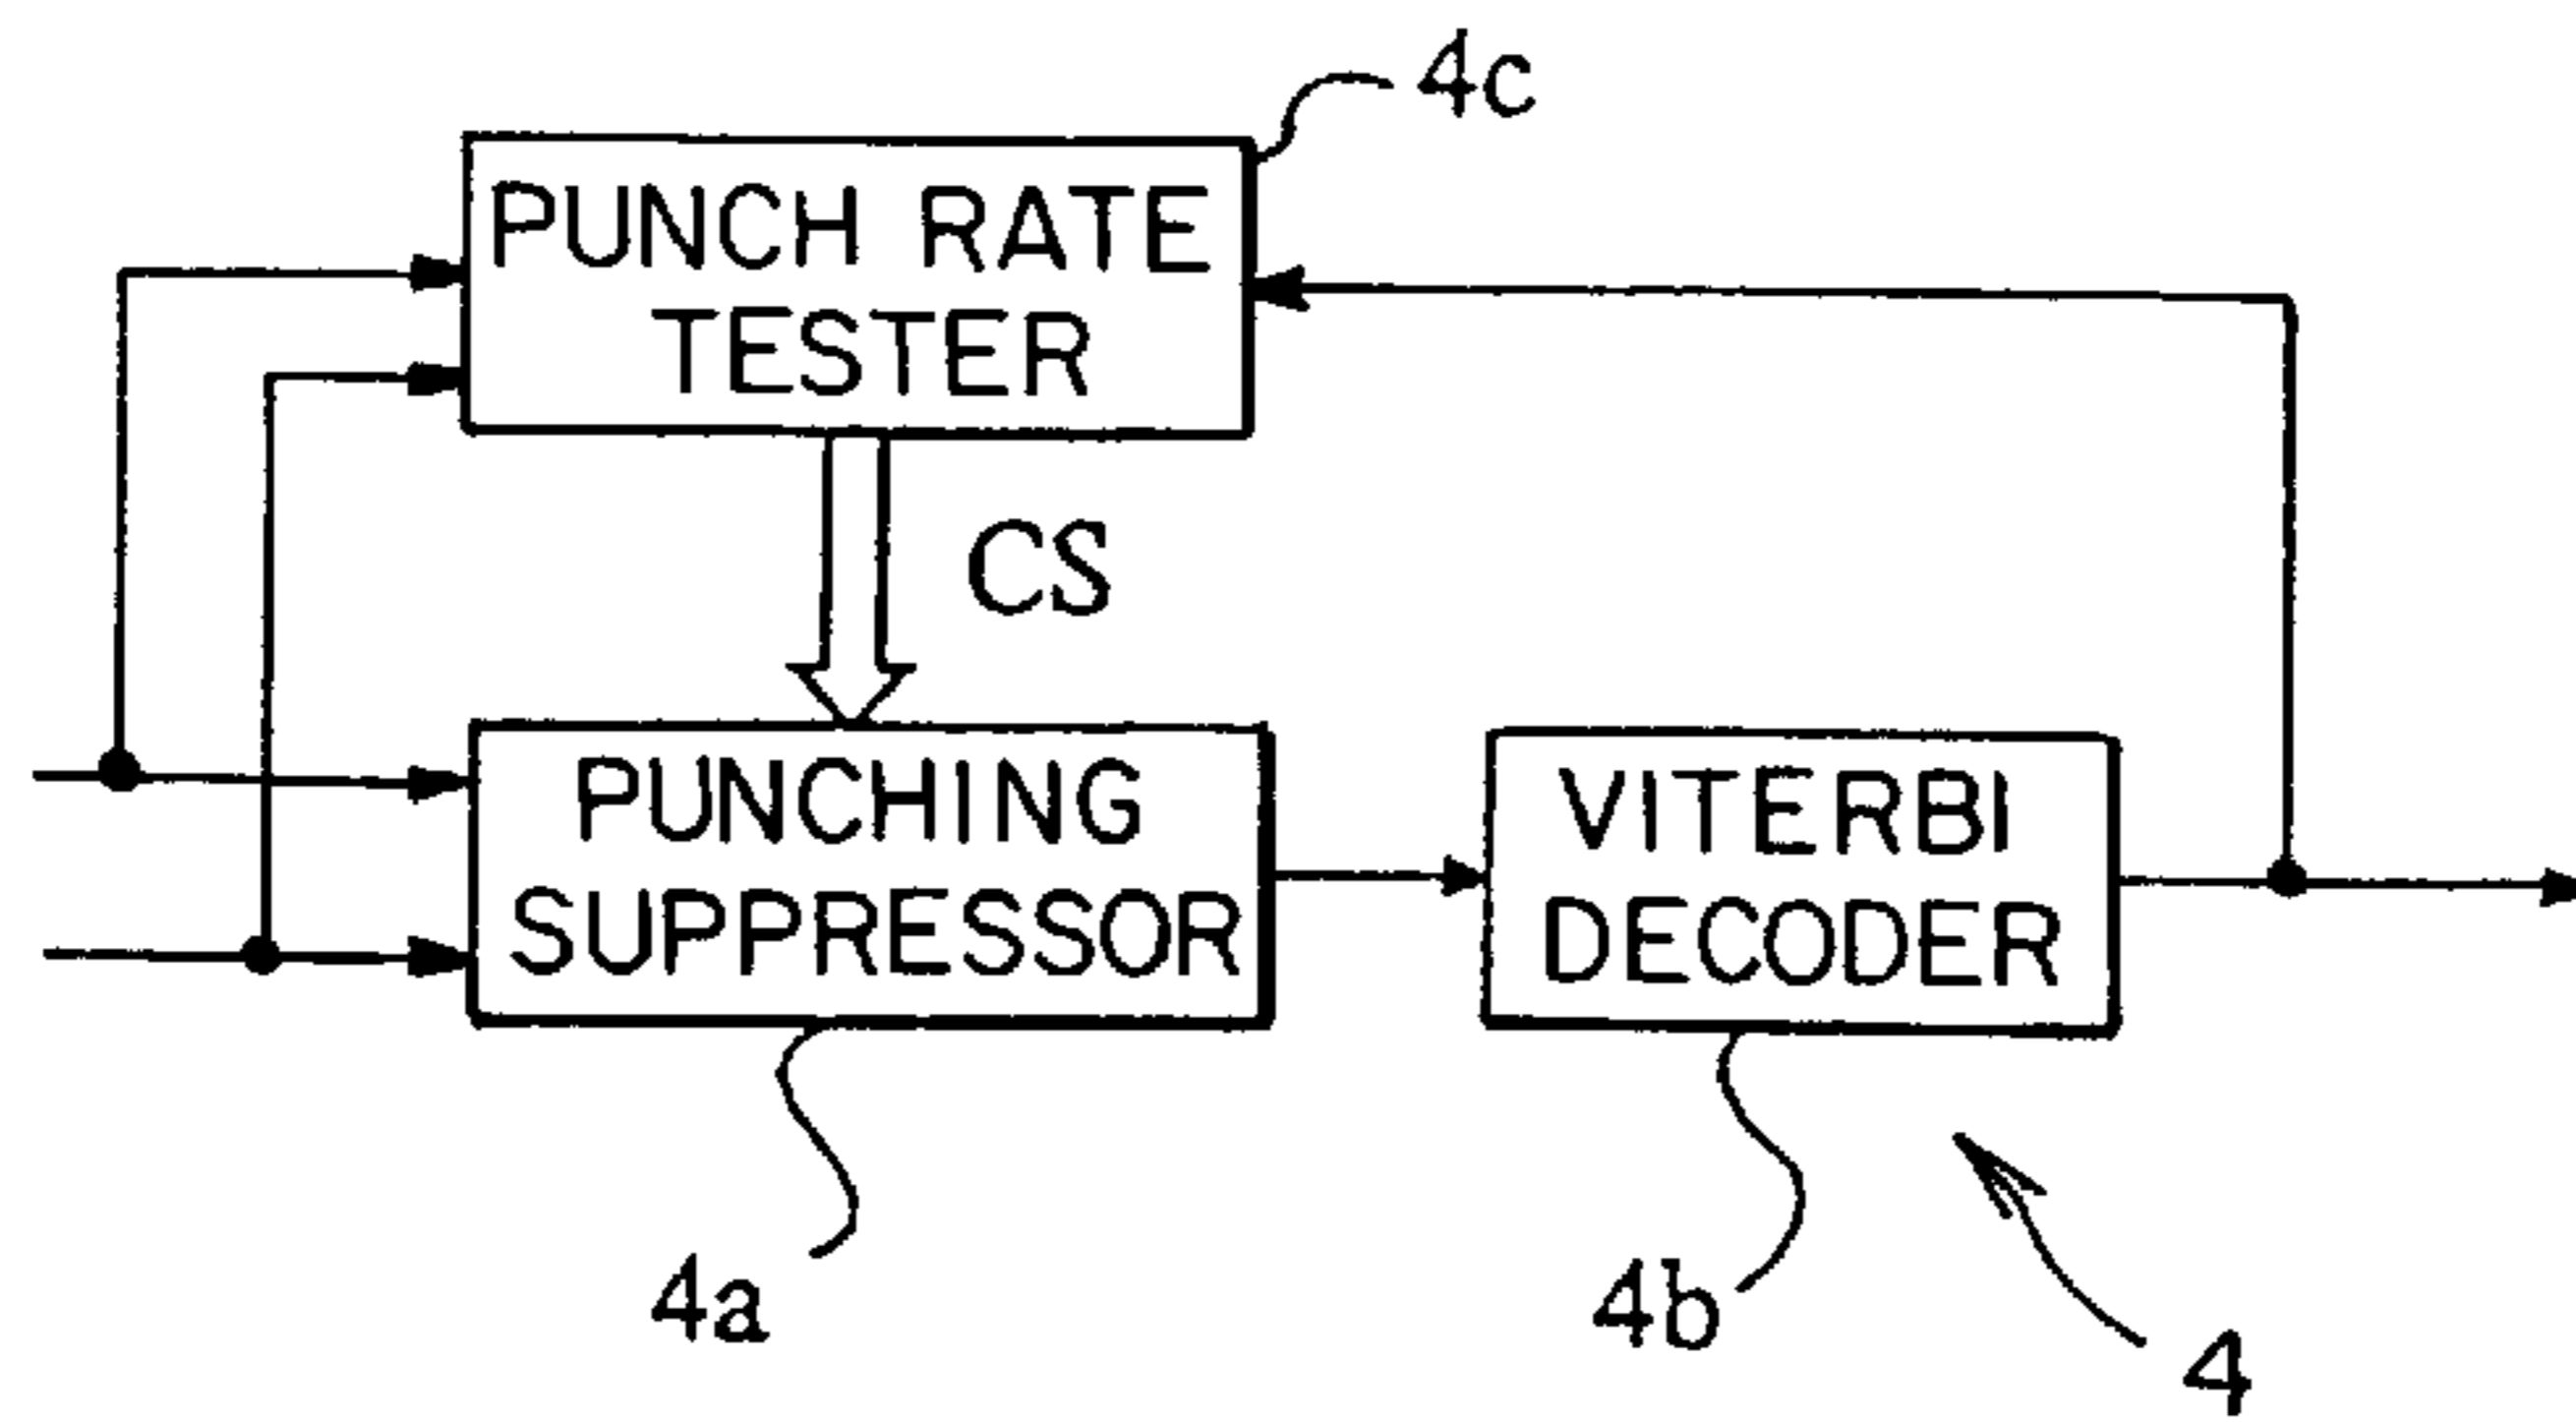 4c
PUNCH RATE
TESTER
CS
PUNCHING
SUPPRESSOR
VITERBI
DECODER
4a
4b
4